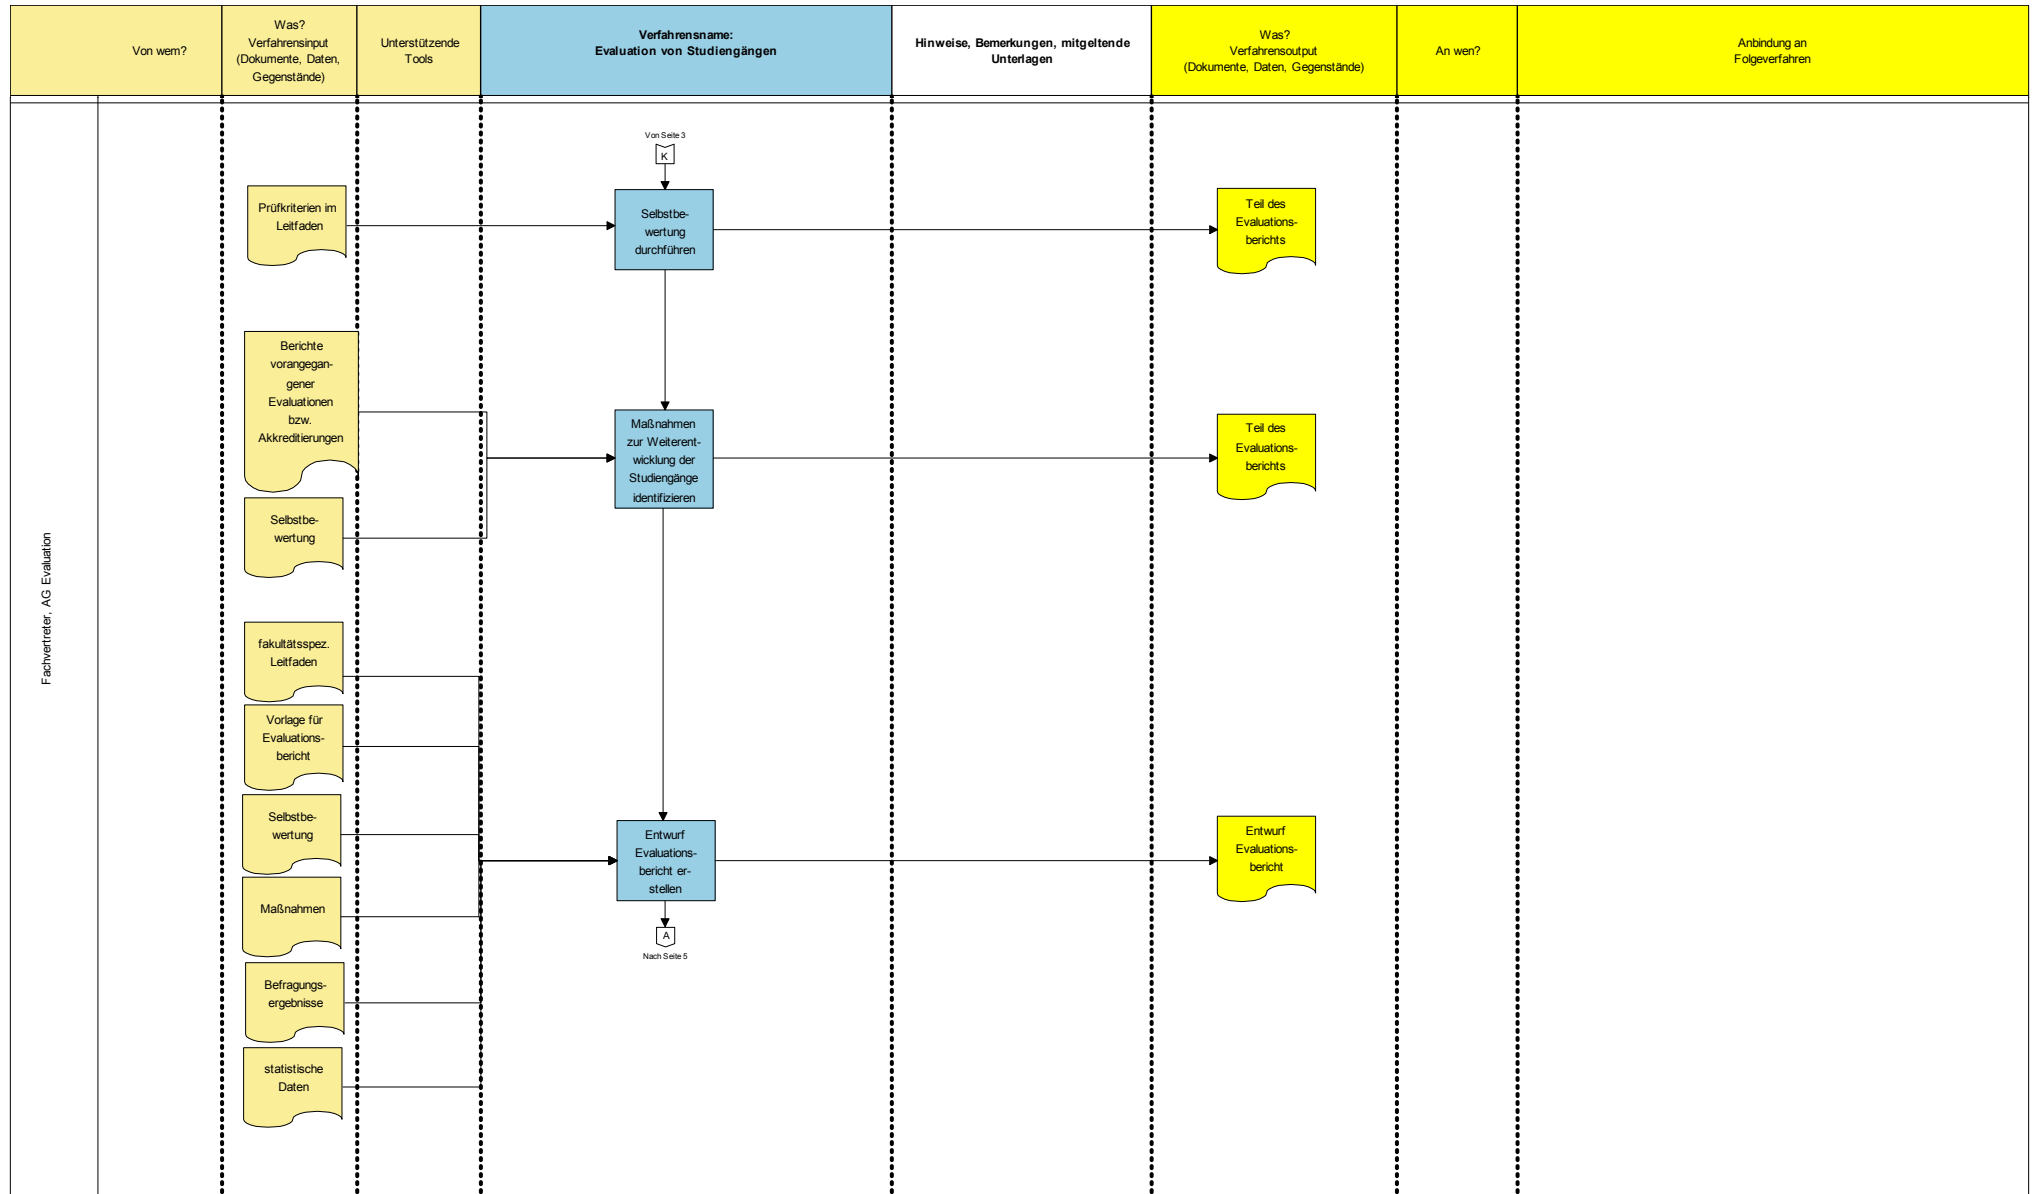 Von wem?
Was?
Verfahrensinput
(Dokumente, Daten,
Gegenstände)
Unterstützende
Tools
Verfahrensname:
Evaluation von Studiengängen
Hinweise, Bemerkungen, mitgeltende
Unterlagen
Was?
Verfahrensoutput
(Dokumente, Daten, Gegenstände)
An wen?
Anbindung an
Folgeverfahren
Fachvertreter, AG Evaluation
Von Seite 3
K
Prüfkriterien im
Leitfaden
Selbstbe-
wertung
durchführen
Teil des
Evaluations-
berichts
Berichte
vorangegan-
gener
Evaluationen
bzw.
Akkreditierungen
Selbstbe-
wertung
Maßnahmen
zur Weiterent-
wicklung der
Studiengänge
identifizieren
Teil des
Evaluations-
berichts
fakultätsspez.
Leitfaden
Vorlage für
Evaluations-
bericht
Selbstbe-
wertung
Maßnahmen
Befragungs-
ergebnisse
statistische
Daten
Entwurf
Evaluations-
bericht er-
stellen
Entwurf
Evaluations-
bericht
A
Nach Seite 5